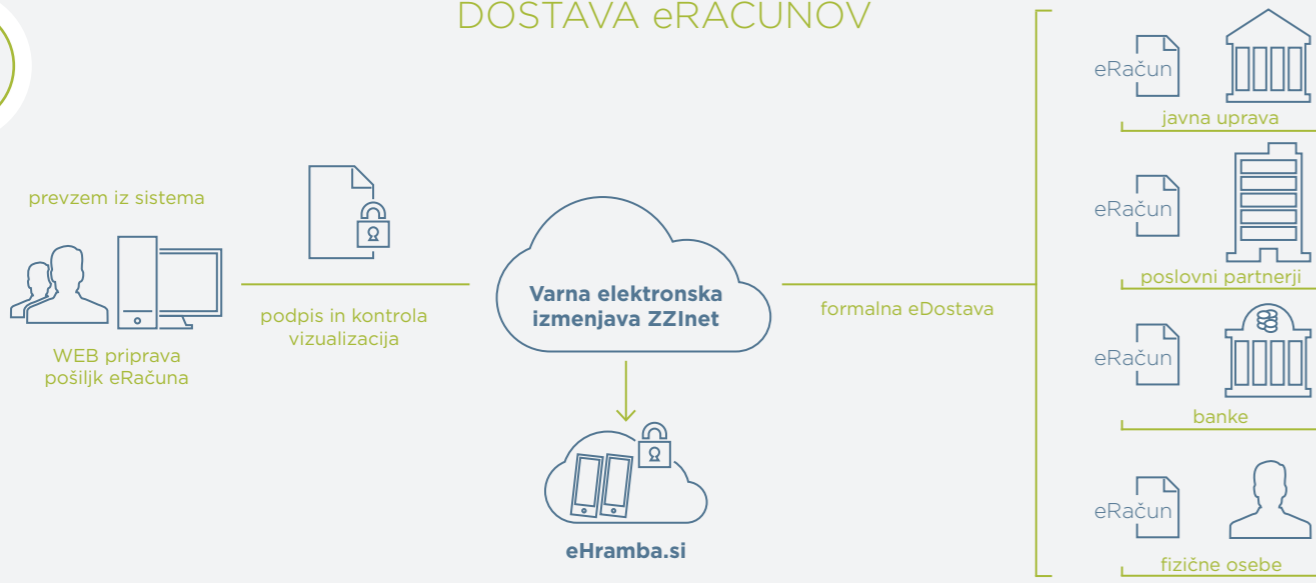 DOSTAVA eRAČUNOV
prevzem iz sistema
WEB priprava
pošiljk eRačuna
podpis in kontrola
vizualizacija
Varna elektronska
izmenjava ZZInet
eHramba.si
formalna eDostava
eRačun
javna uprava
eRačun
poslovni partnerji
eRačun
banke
eRačun
fizične osebe